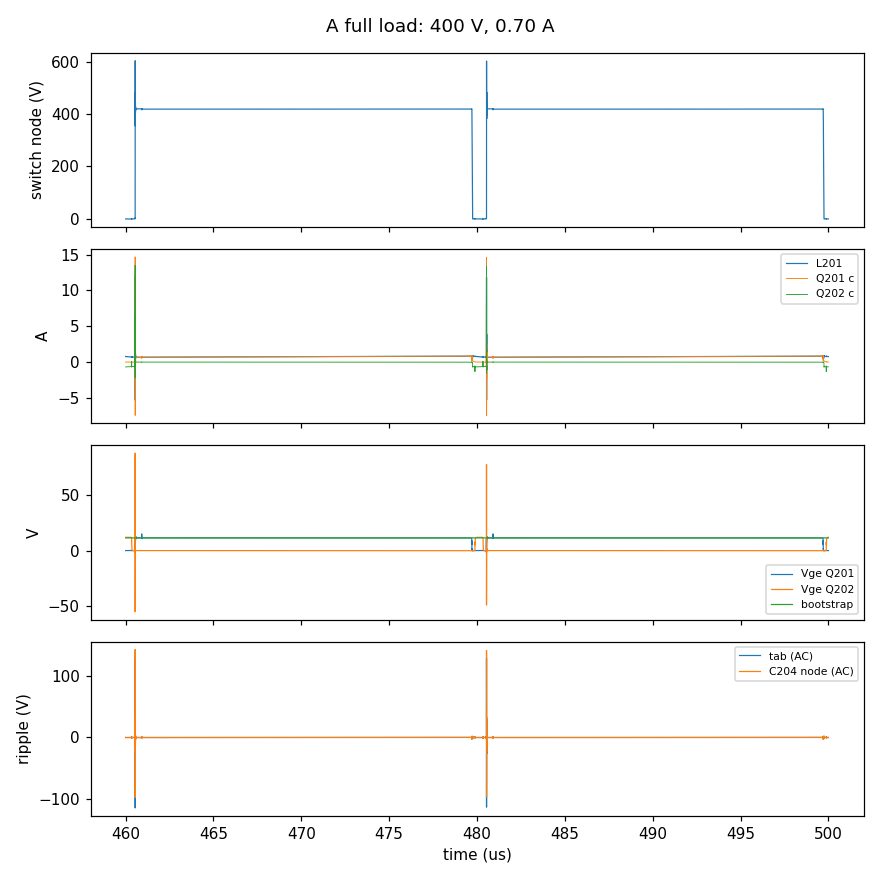 A full load: 400 V, 0.70 A
switch node (V)
600
400
200
0
A
15
10
5
0
−5
L201
Q201 c
Q202 c
V
50
0
−50
Vge Q201
Vge Q202
bootstrap
ripple (V)
100
0
−100
tab (AC)
C204 node (AC)
460 465 470 475 480 485 490 495 500
time (us)